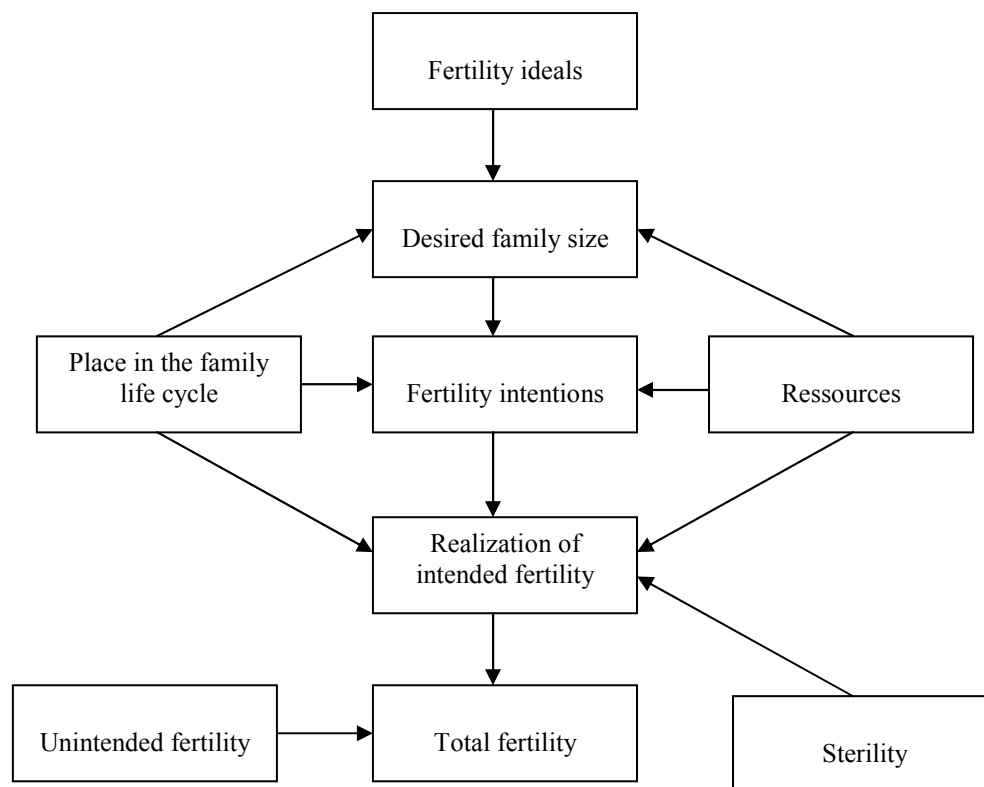 Fertility ideals
Desired family size
Place in the family
life cycle
Fertility intentions
Ressources
Realization of
intended fertility
Unintended fertility
Total fertility
Sterility